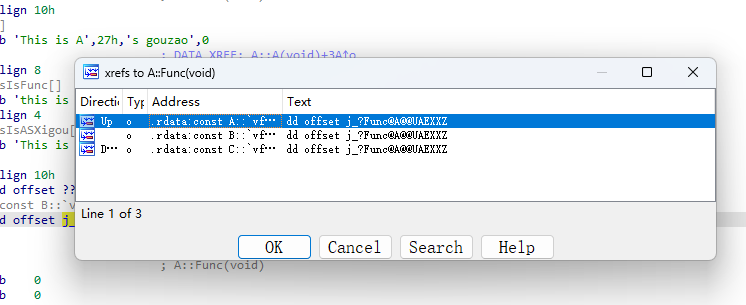 lign 10h
]
b 'This is A',27h,'s gouzao',0
; DATA XREF: A::A(void)+3A↑o
lign 8
sIsFunc[]
b 'this is
lign 4
sIsASXigou[
b 'This is
lign 10h
d offset ??
const B::`v
d offset j_
; A::Func(void)
b 0
b 0
xrefs to A::Func(void)
Directi Typ Address Text
Up o .rdata:const A::`vf… dd offset j_?Func@A@@UAEXXZ
o .rdata:const B::`vf… dd offset j_?Func@A@@UAEXXZ
D… o .rdata:const C::`vf… dd offset j_?Func@A@@UAEXXZ
Line 1 of 3
OK Cancel Search Help